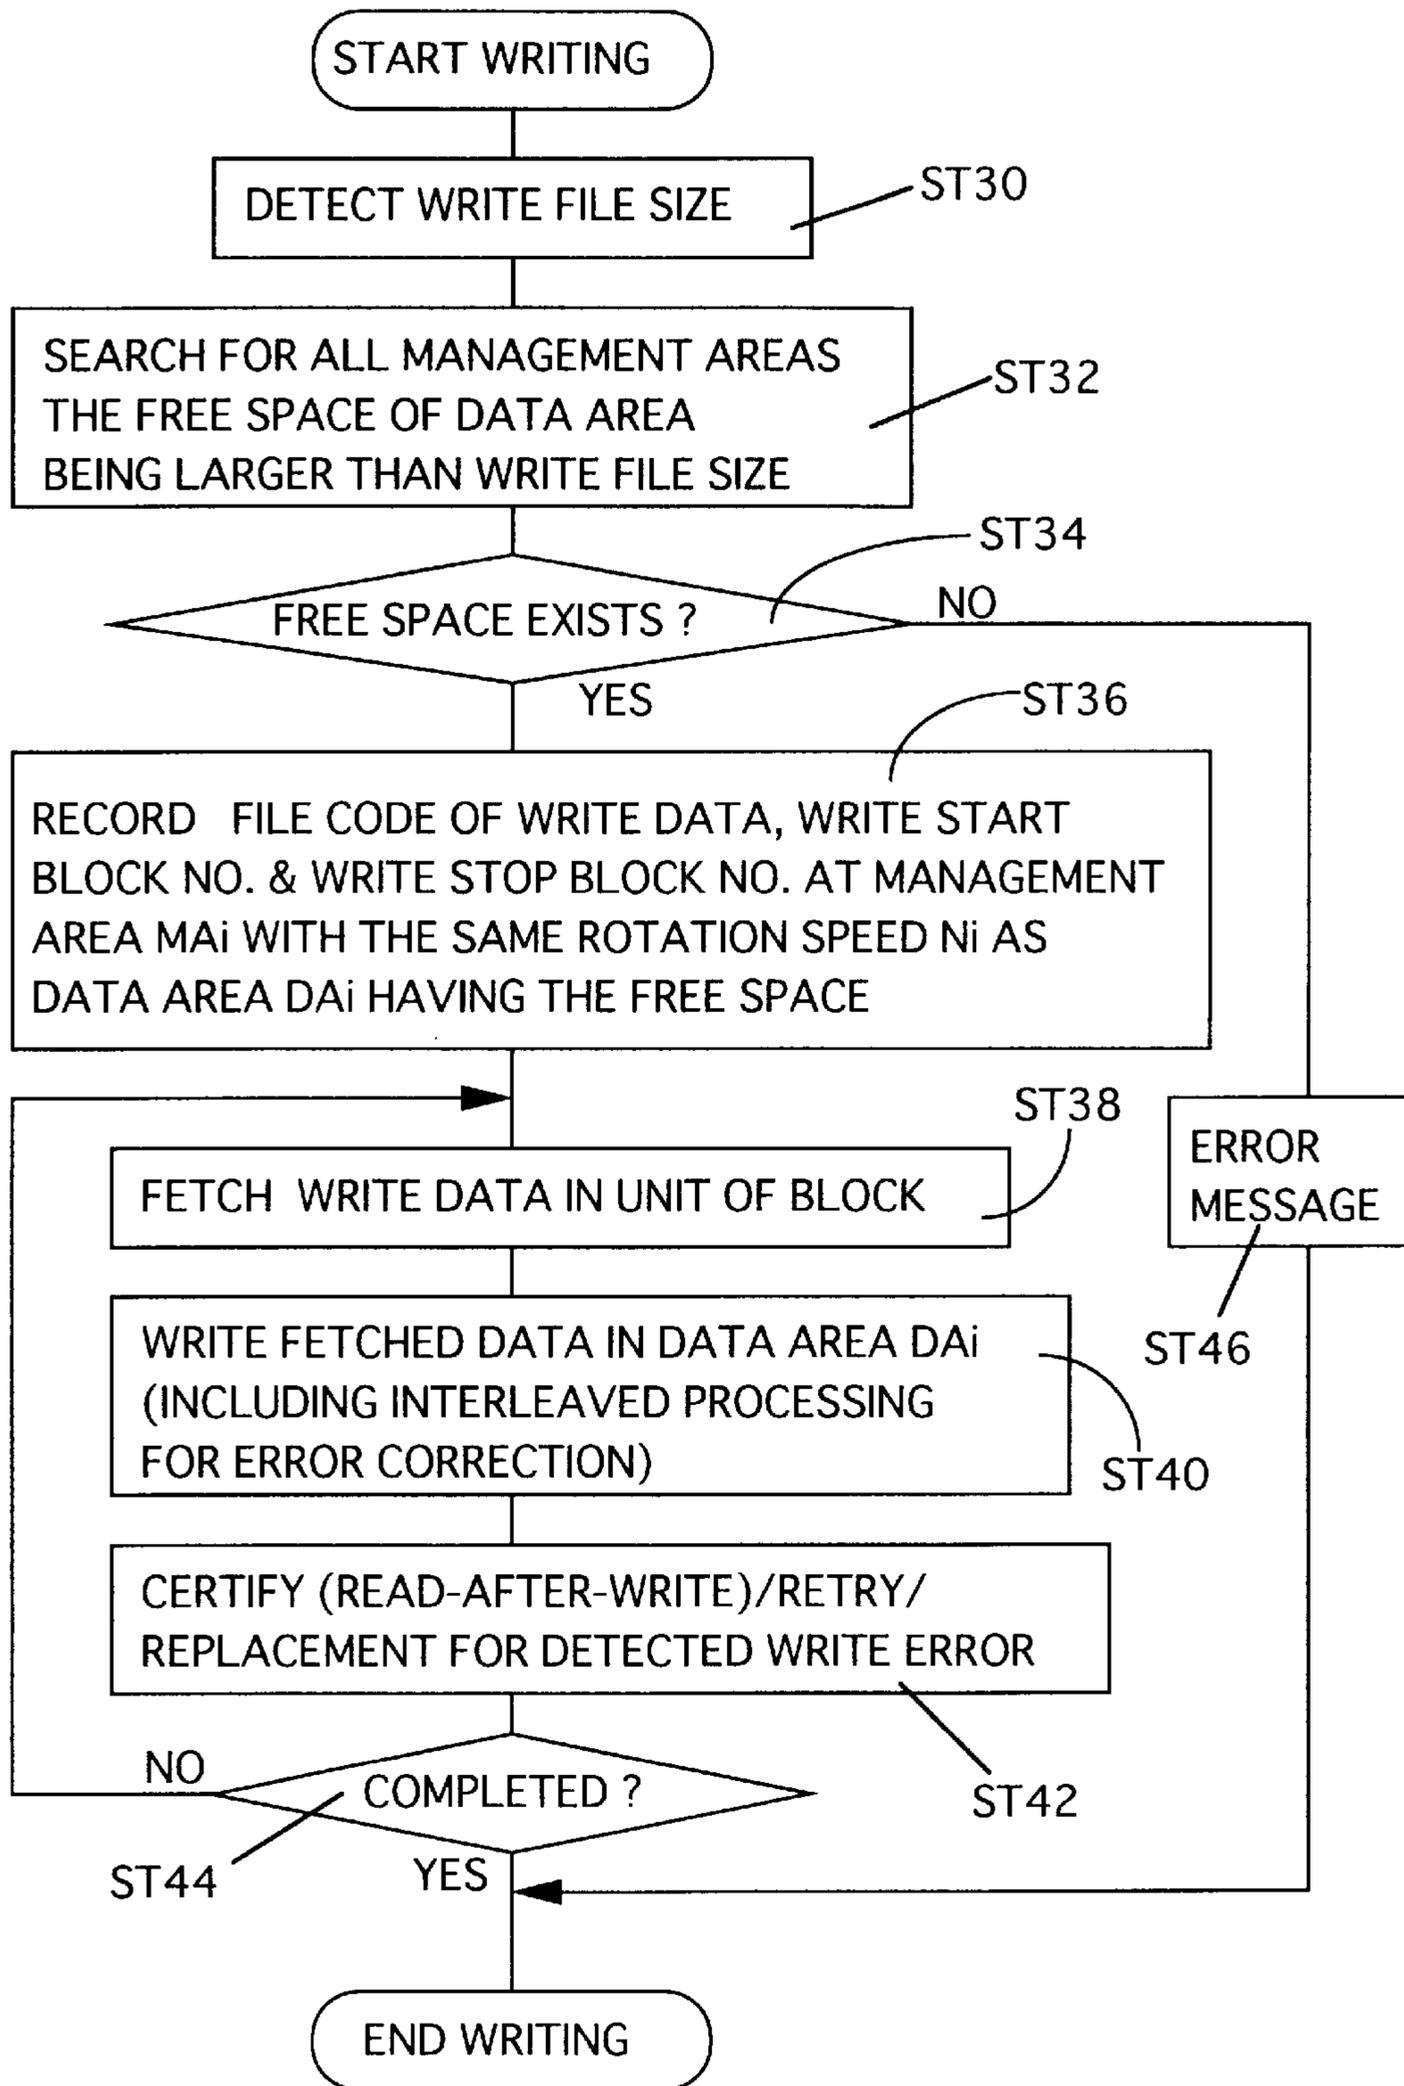 START WRITING
DETECT WRITE FILE SIZE
ST30
SEARCH FOR ALL MANAGEMENT AREAS
THE FREE SPACE OF DATA AREA
BEING LARGER THAN WRITE FILE SIZE
ST32
ST34
FREE SPACE EXISTS ?
NO
YES
ST36
RECORD FILE CODE OF WRITE DATA, WRITE START
BLOCK NO. & WRITE STOP BLOCK NO. AT MANAGEMENT
AREA MAi WITH THE SAME ROTATION SPEED Ni AS
DATA AREA DAi HAVING THE FREE SPACE
ST38
FETCH WRITE DATA IN UNIT OF BLOCK
ERROR
MESSAGE
ST46
WRITE FETCHED DATA IN DATA AREA DAi
(INCLUDING INTERLEAVED PROCESSING
FOR ERROR CORRECTION)
ST40
CERTIFY (READ-AFTER-WRITE)/RETRY/
REPLACEMENT FOR DETECTED WRITE ERROR
ST42
NO
COMPLETED ?
ST44
YES
END WRITING